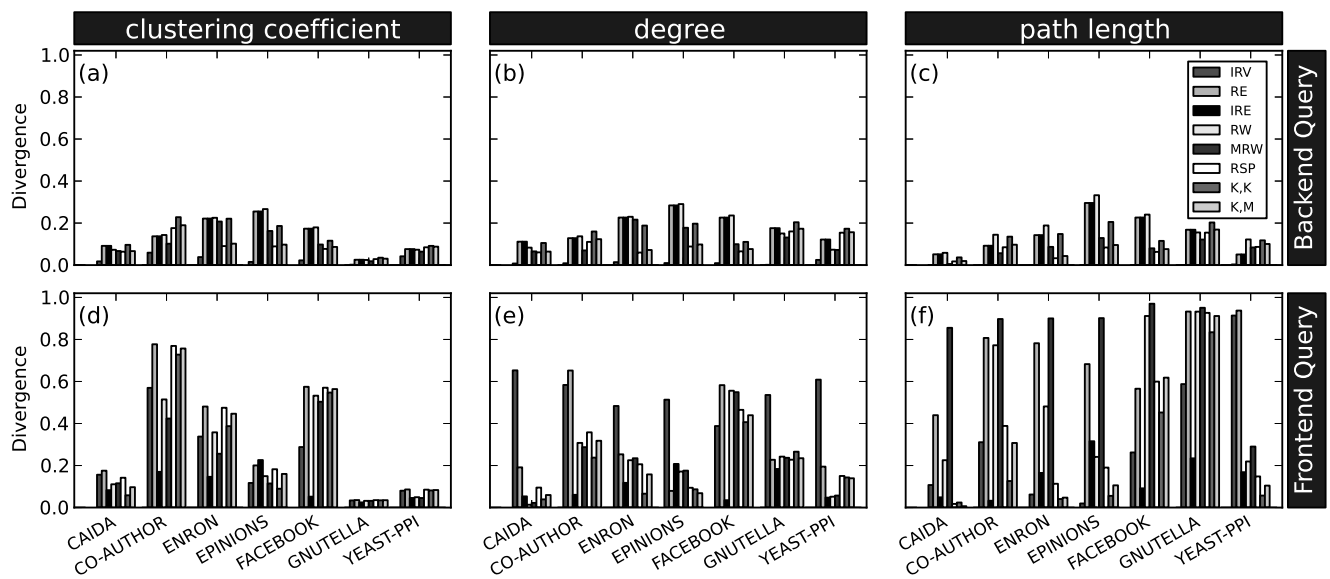 clustering coefficient
degree
path length
(a)
(b)
(c)
1.0
0.8
0.6
0.4
0.2
0.0
Divergence
IRV
RE
IRE
RW
MRW
RSP
K,K
K,M
Backend Query
(d)
(e)
(f)
1.0
0.8
0.6
0.4
0.2
0.0
Divergence
Frontend Query
CAIDA
CO-AUTHOR
ENRON
EPINIONS
FACEBOOK
GNUTELLA
YEAST-PPI
CAIDA
CO-AUTHOR
ENRON
EPINIONS
FACEBOOK
GNUTELLA
YEAST-PPI
CAIDA
CO-AUTHOR
ENRON
EPINIONS
FACEBOOK
GNUTELLA
YEAST-PPI